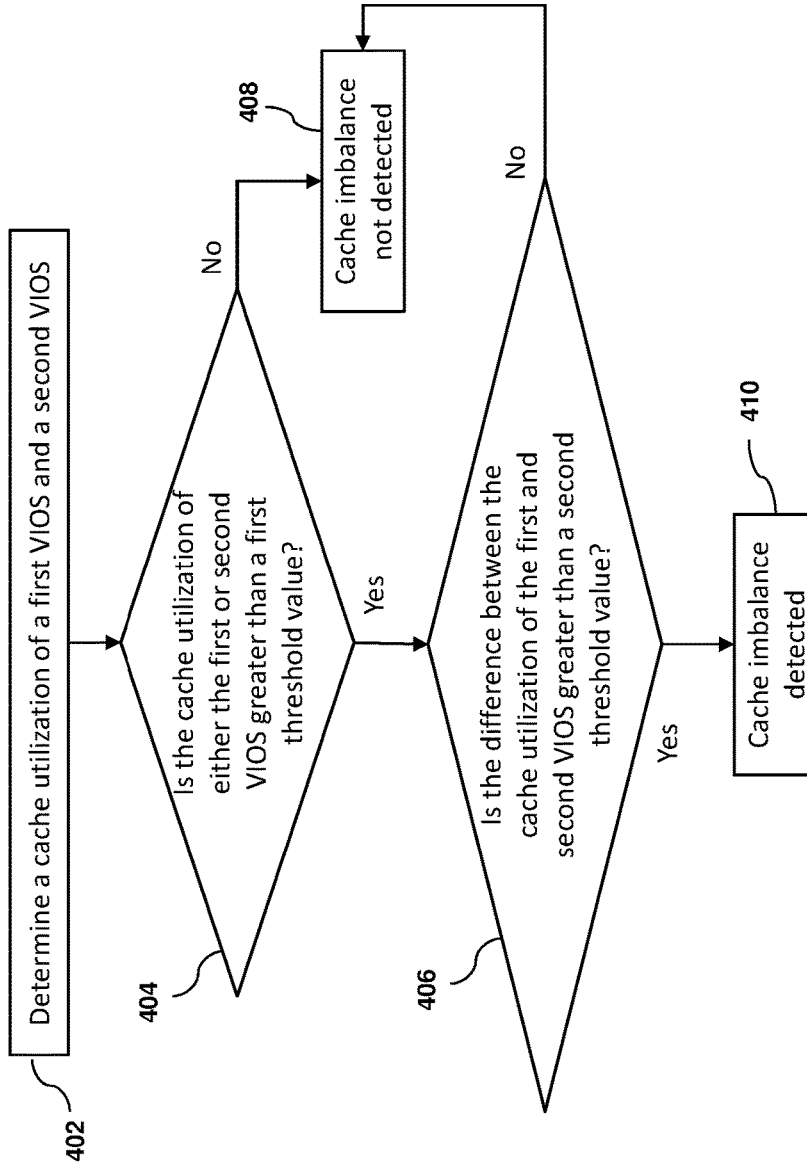 402
Determine a cache utilization of a first VIOS and a second VIOS
404
Is the cache utilization of
either the first or second
VIOS greater than a first
threshold value?
No
Yes
408
Cache imbalance
not detected
406
Is the difference between the
cache utilization of the first and
second VIOS greater than a second
threshold value?
No
Yes
410
Cache imbalance
detected